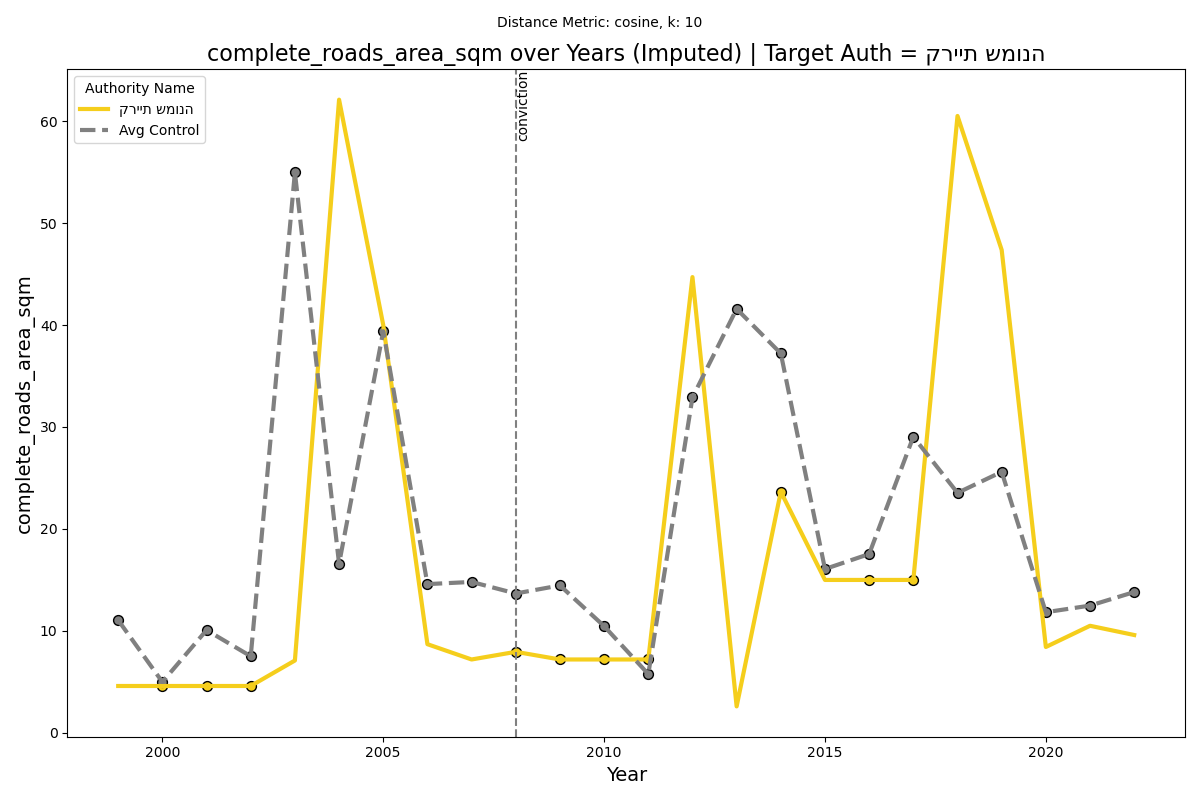 Distance Metric: cosine, k: 10
complete_roads_area_sqm over Years (Imputed) | Target Auth = קריית שמונה
Authority Name
קריית שמונה
Avg Control
conviction
complete_roads_area_sqm
60
50
40
30
20
10
0
2000 2005 2010 2015 2020
Year